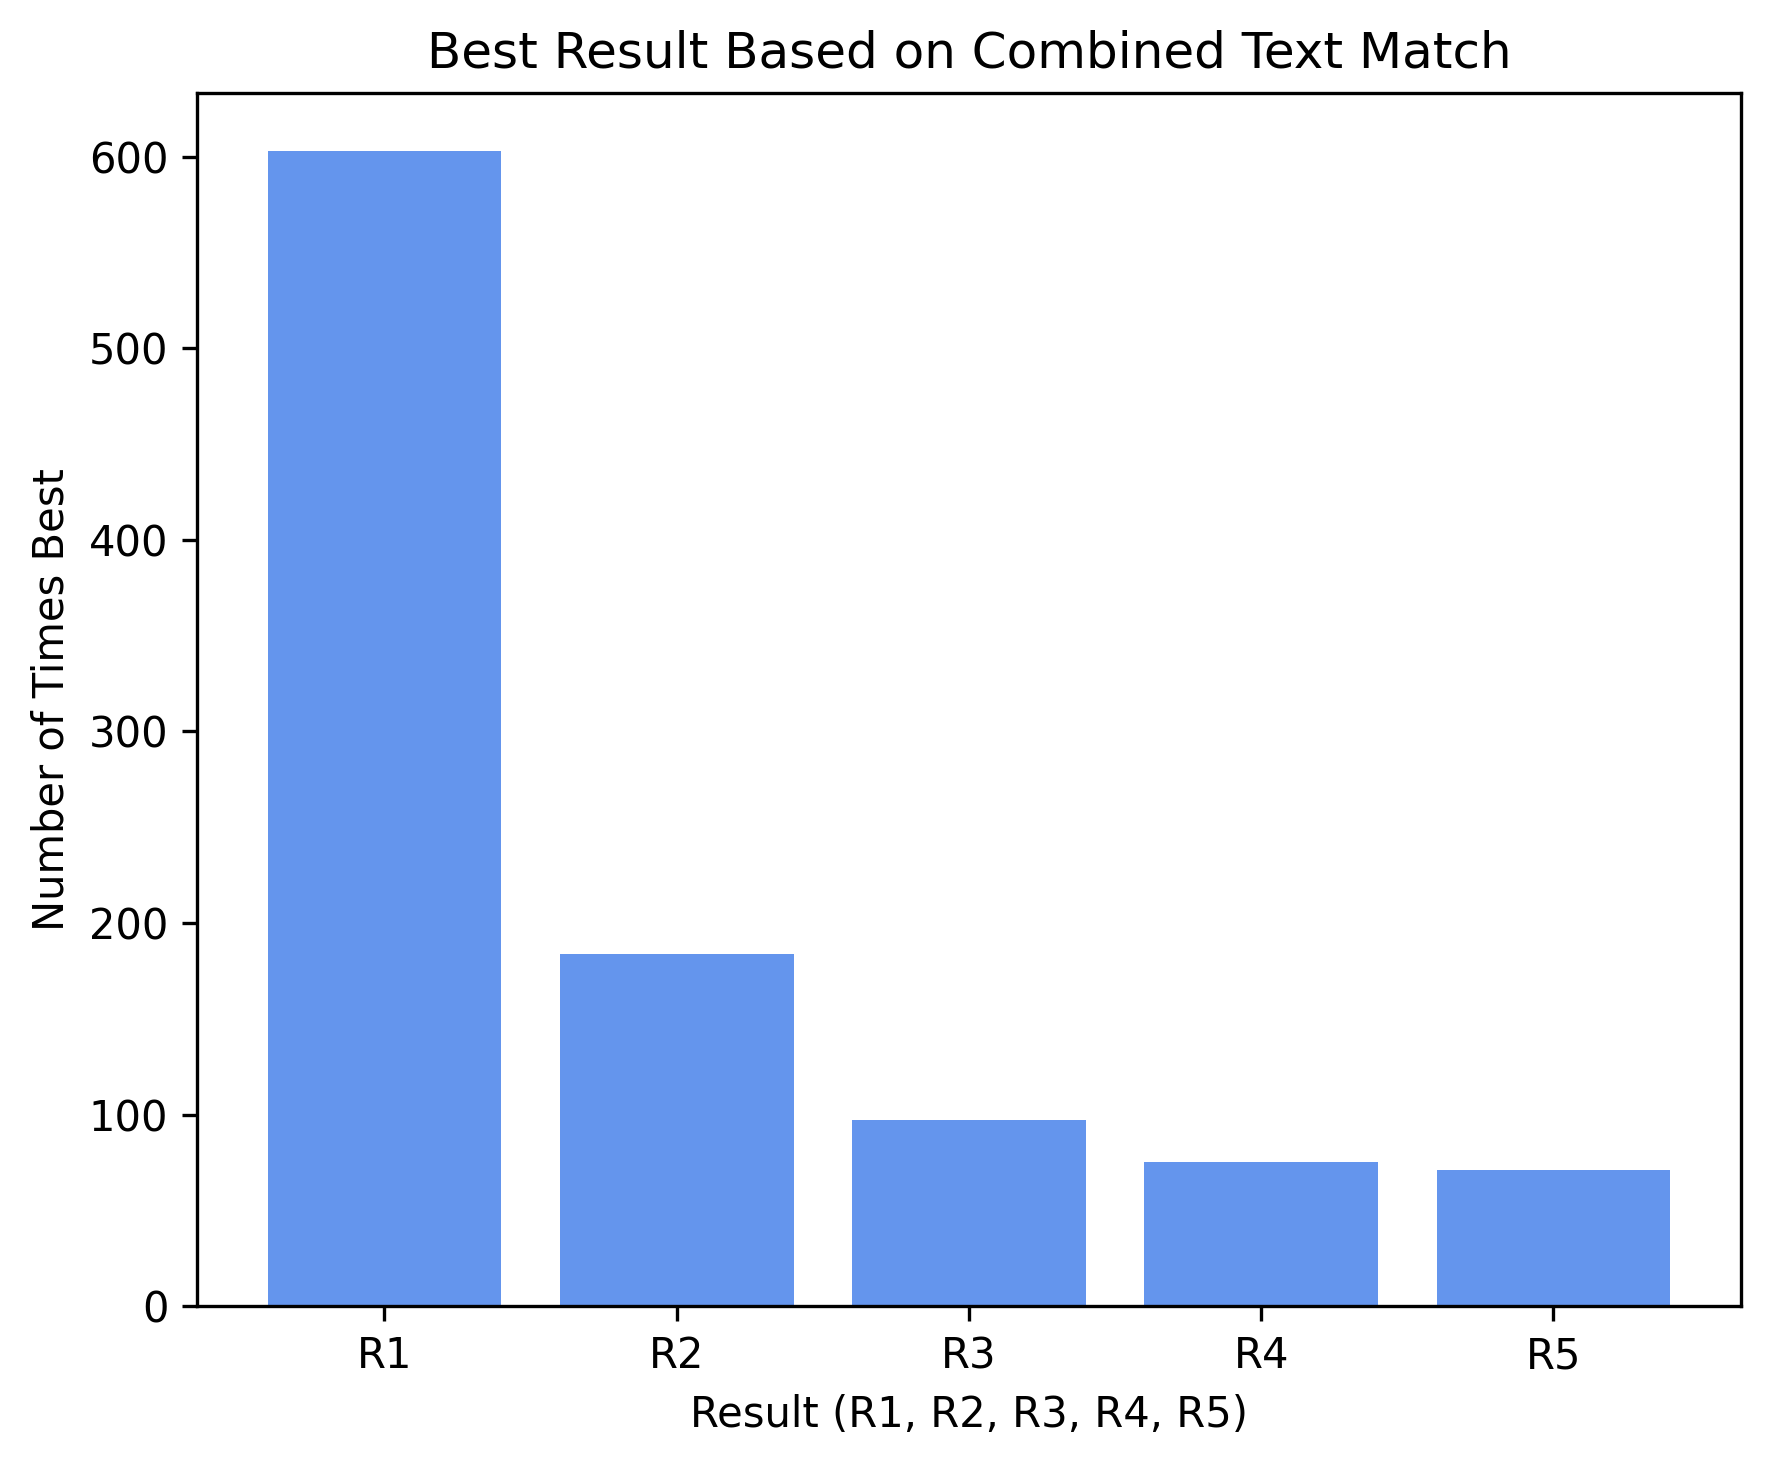 Best Result Based on Combined Text Match
Number of Times Best
600
500
400
300
200
100
0
R1 R2 R3 R4 R5
Result (R1, R2, R3, R4, R5)